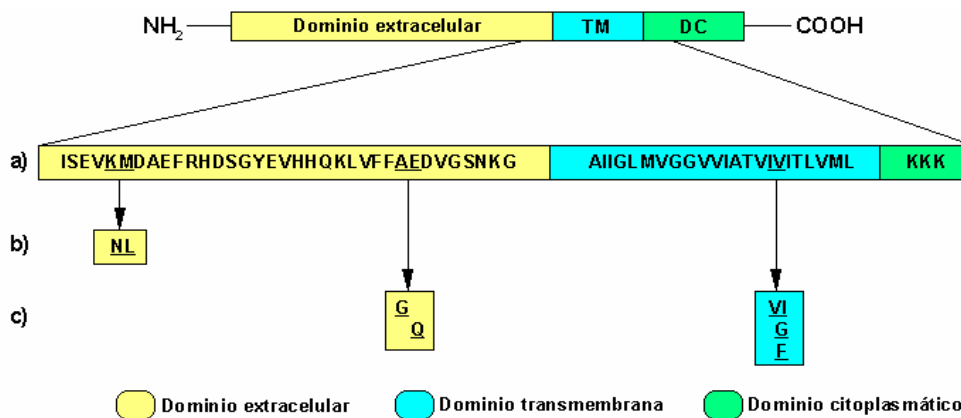 NH2 Dominio extracelular TM DC COOH
a) ISEVKMDAEFRHDSGYEVHHQKLVFFAEDVGSNKG AIIGLMVGGVVIATVIVITLVML KKK
b) NL
c) G VI
Q G
F
Dominio extracelular Dominio transmembrana Dominio citoplasmático